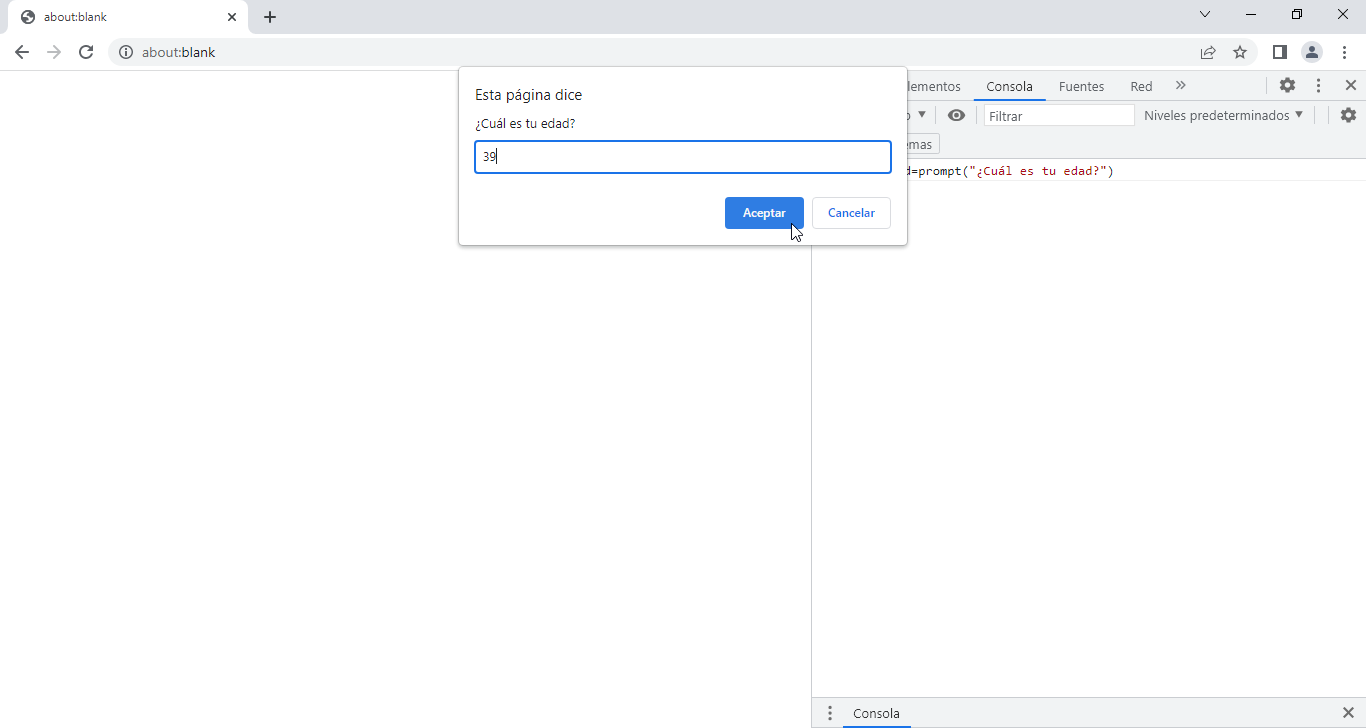 about:blank
about:blank
Esta página dice
¿Cuál es tu edad?
39
Aceptar
Cancelar
lementos
Consola
Fuentes
Red
Filtrar
Niveles predeterminados
emas
=prompt("¿Cuál es tu edad?")
Consola